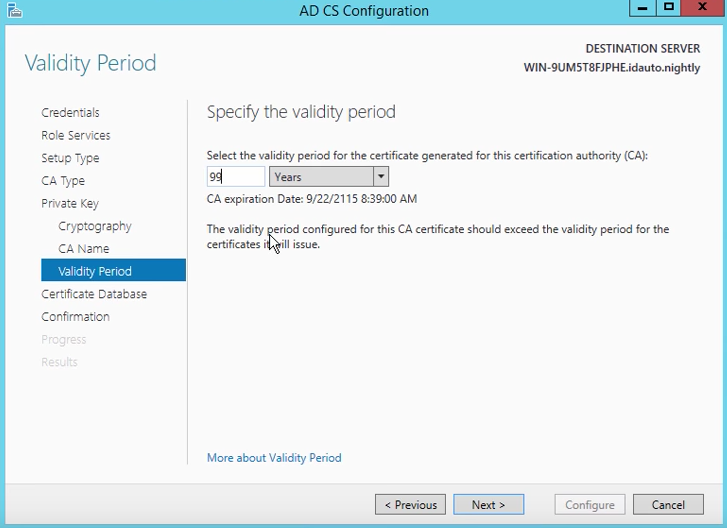 AD CS Configuration
Validity Period
DESTINATION SERVER
WIN-9UM5T8FJPHE.idauto.nightly
Credentials
Role Services
Setup Type
CA Type
Private Key
Cryptography
CA Name
Validity Period
Certificate Database
Confirmation
Progress
Results
Specify the validity period
Select the validity period for the certificate generated for this certification authority (CA):
99 Years
CA expiration Date: 9/22/2115 8:39:00 AM
The validity period configured for this CA certificate should exceed the validity period for the
certificates it will issue.
More about Validity Period
< Previous Next > Configure Cancel